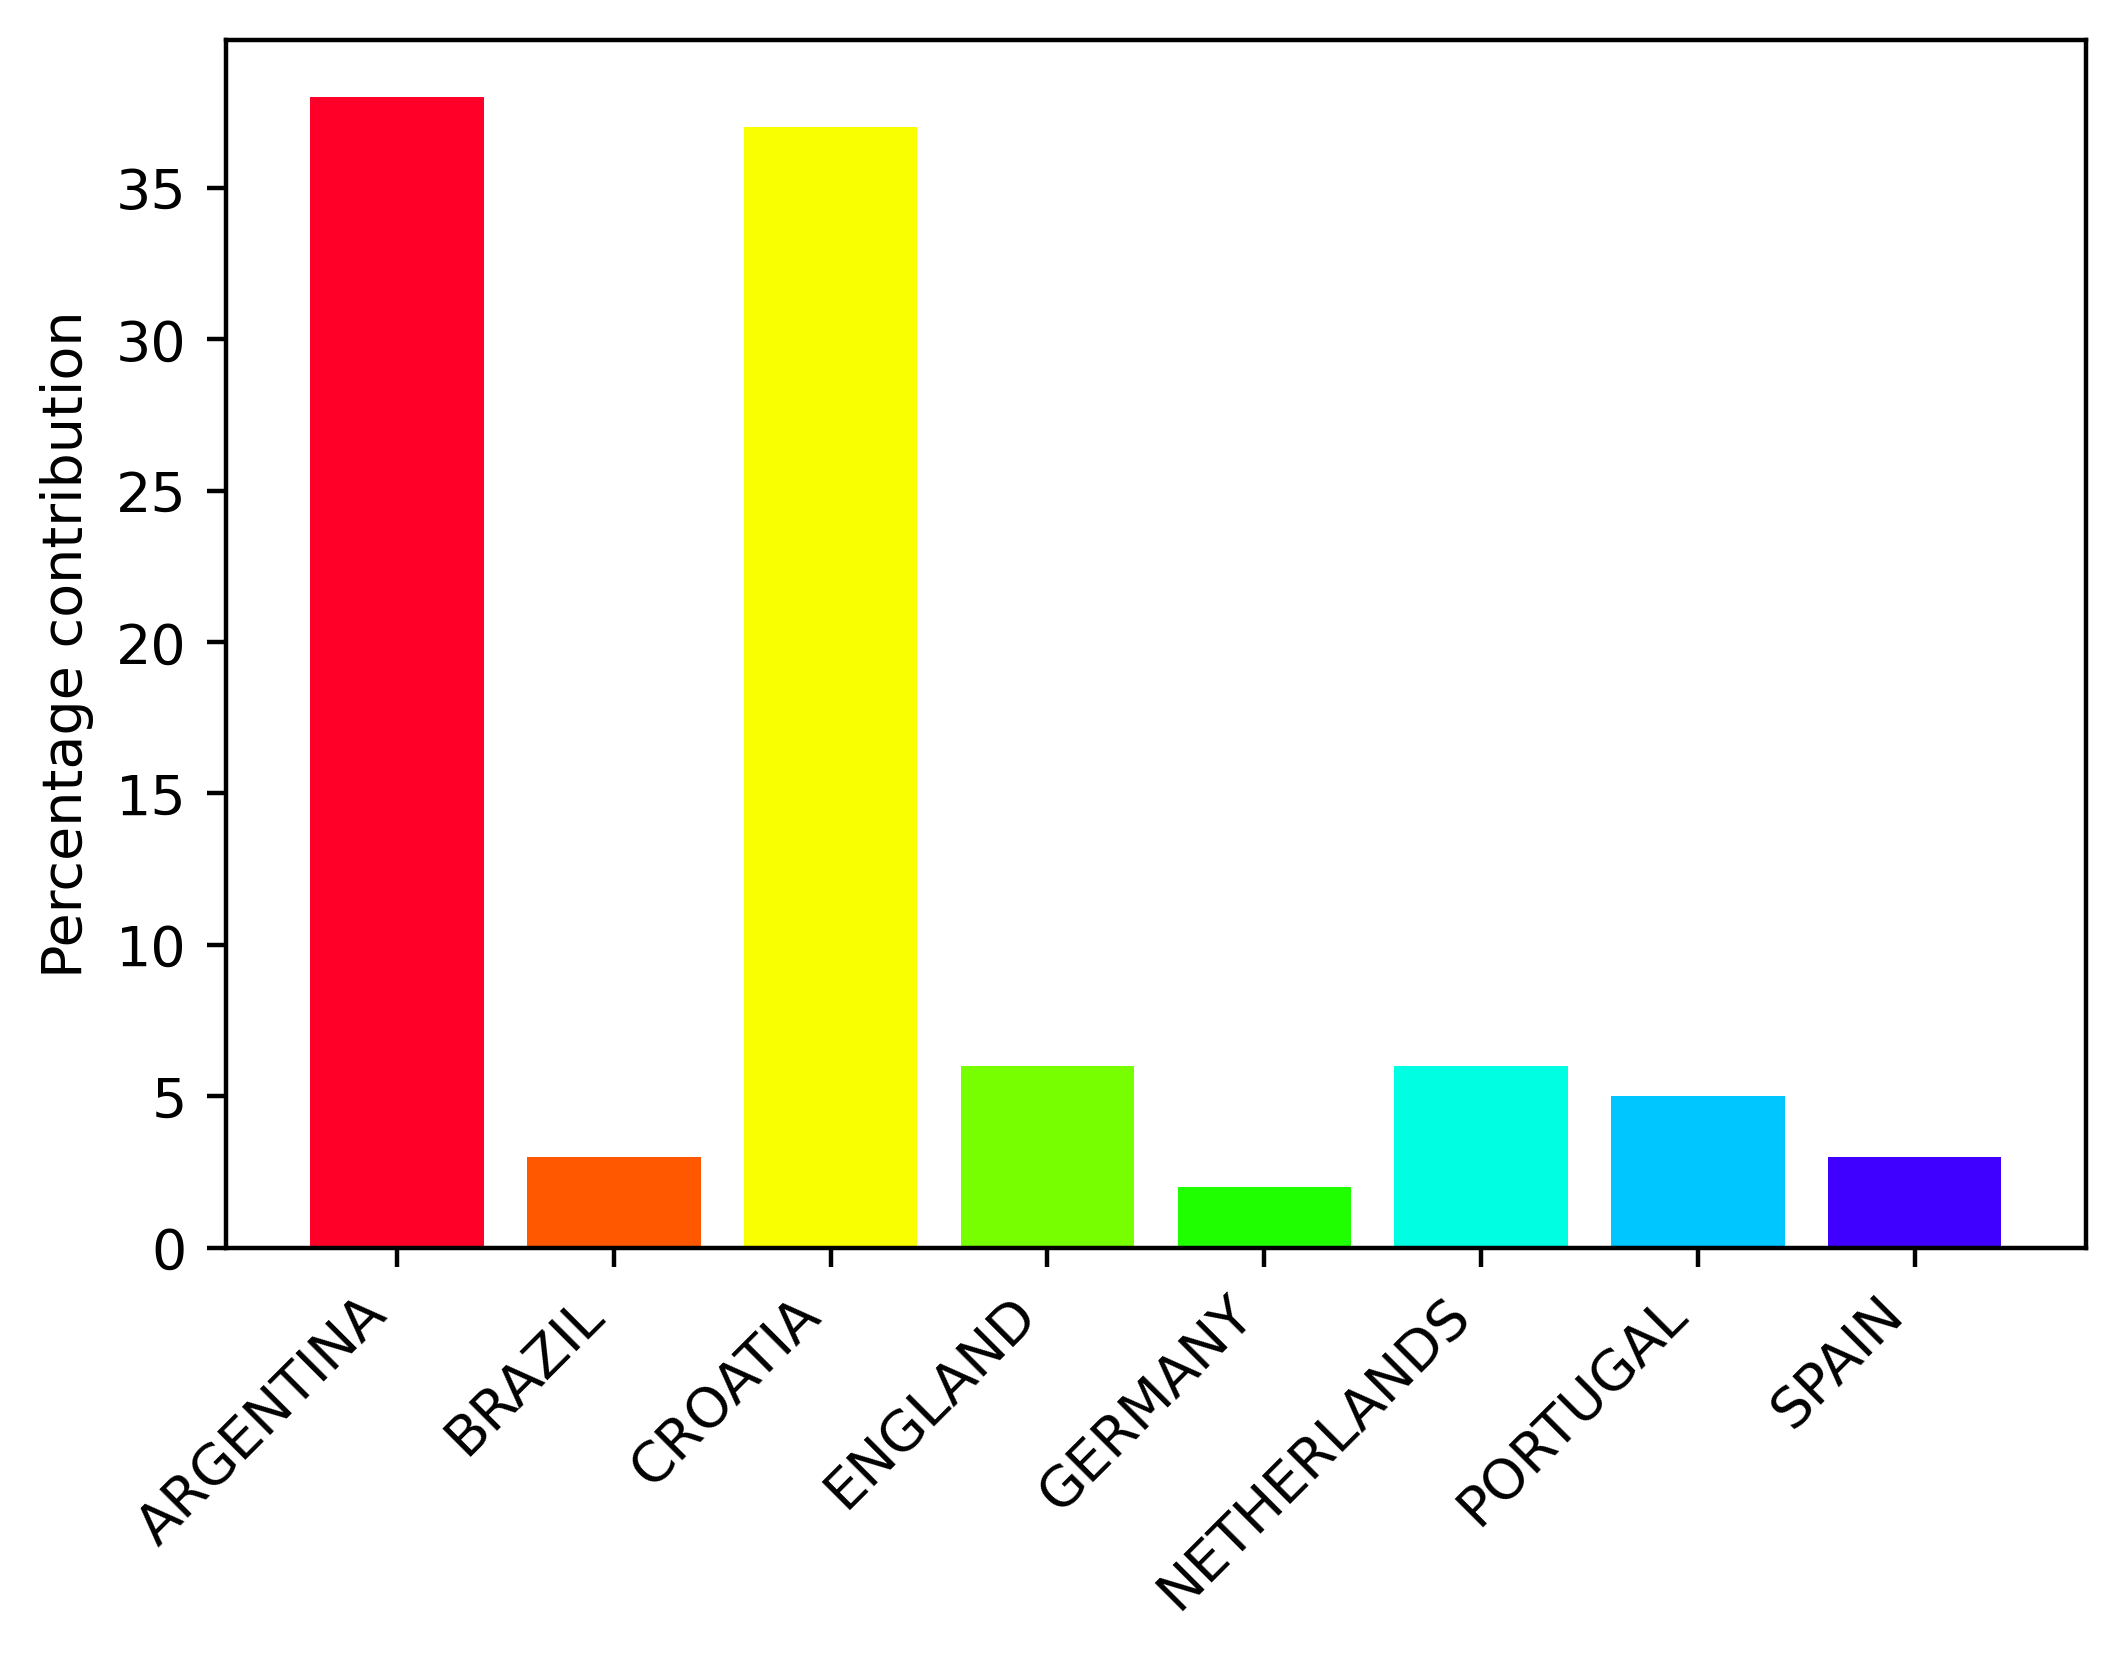 Percentage contribution
35
30
25
20
15
10
5
0
ARGENTINA
BRAZIL
CROATIA
ENGLAND
GERMANY
NETHERLANDS
PORTUGAL
SPAIN